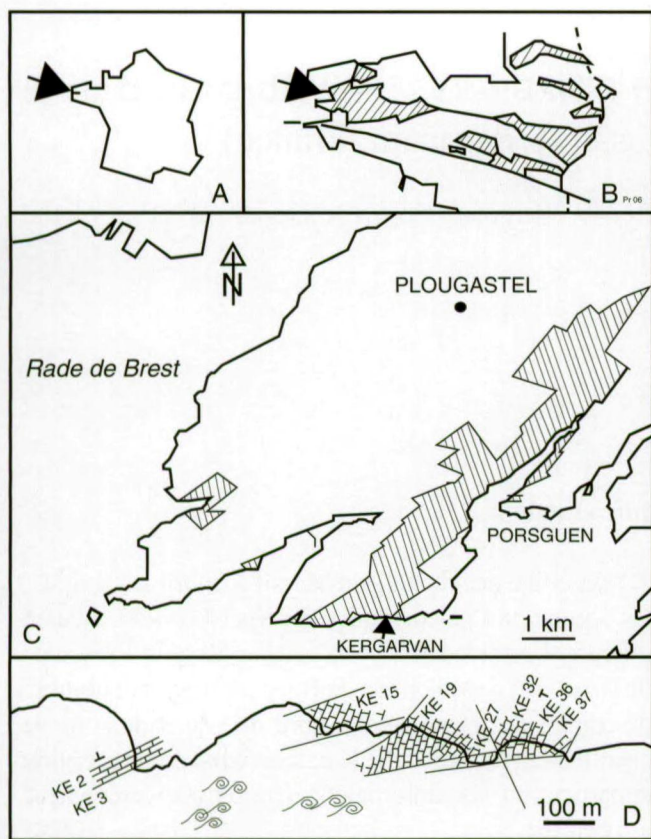 A
B
Pr 06
N
PLOUGASTEL
Rade de Brest
PORSGUEN
C
KERGARVAN
1 km
KE 2
KE 3
KE 15
KE 19
KE 27
KE 32
T
KE 36
KE 37
100 m
D